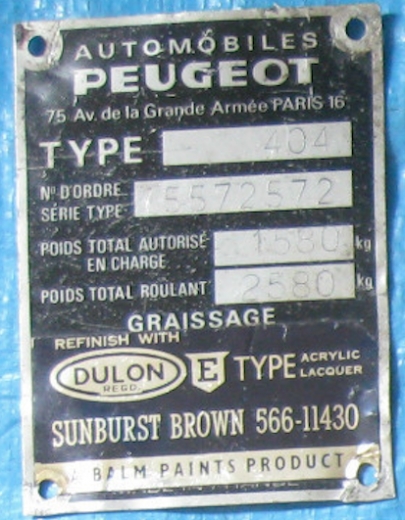 AUTOMOBILES
PEUGEOT
75 Av. de la Grande Armée PARIS 16
TYPE 404
N° D'ORDRE
SÉRIE TYPE 5572572
POIDS TOTAL AUTORISÉ
EN CHARGE 1580 kg
POIDS TOTAL ROULANT 2580 kg
GRAISSAGE
REFINISH WITH
DULON REGD. E TYPE ACRYLIC LACQUER
SUNBURST BROWN 566-11430
A BALM PAINTS PRODUCT